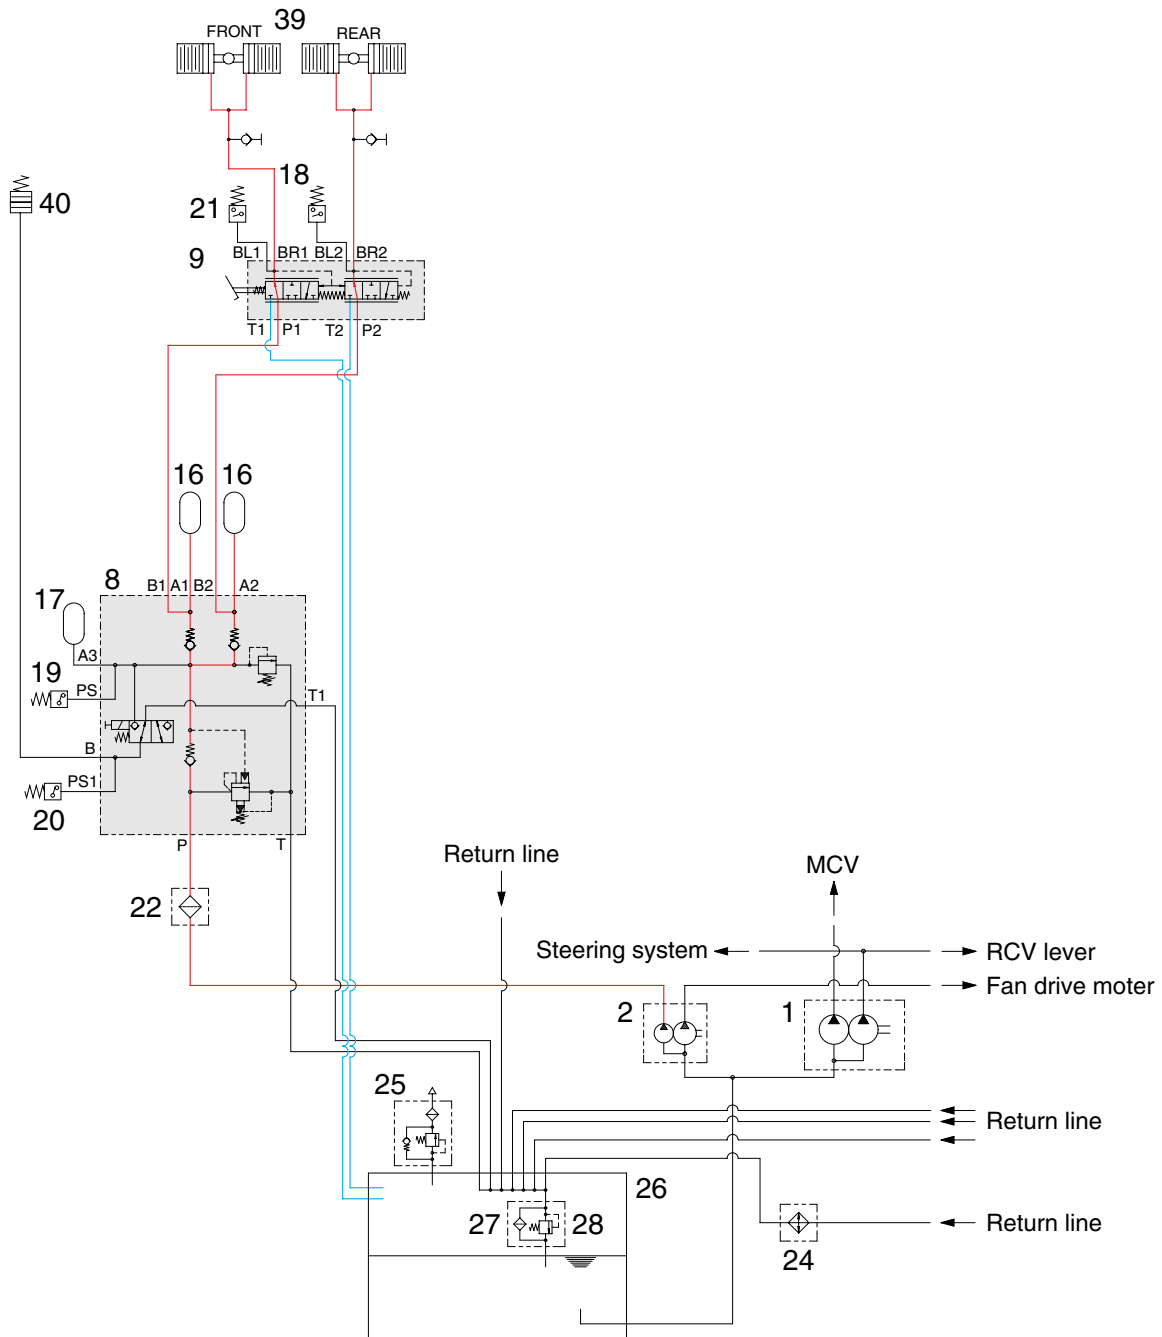 FRONT 39 REAR
18
40
21
BL1 BR1 BL2 BR2
9
T1 P1 T2 P2
16 16
8
B1 A1 B2 A2
17
A3
19
PS
T1
B
PS1
20
P T
Return line
MCV
22
Steering system
RCV lever
Fan drive moter
2 1
25
Return line
26
27 28
Return line
24